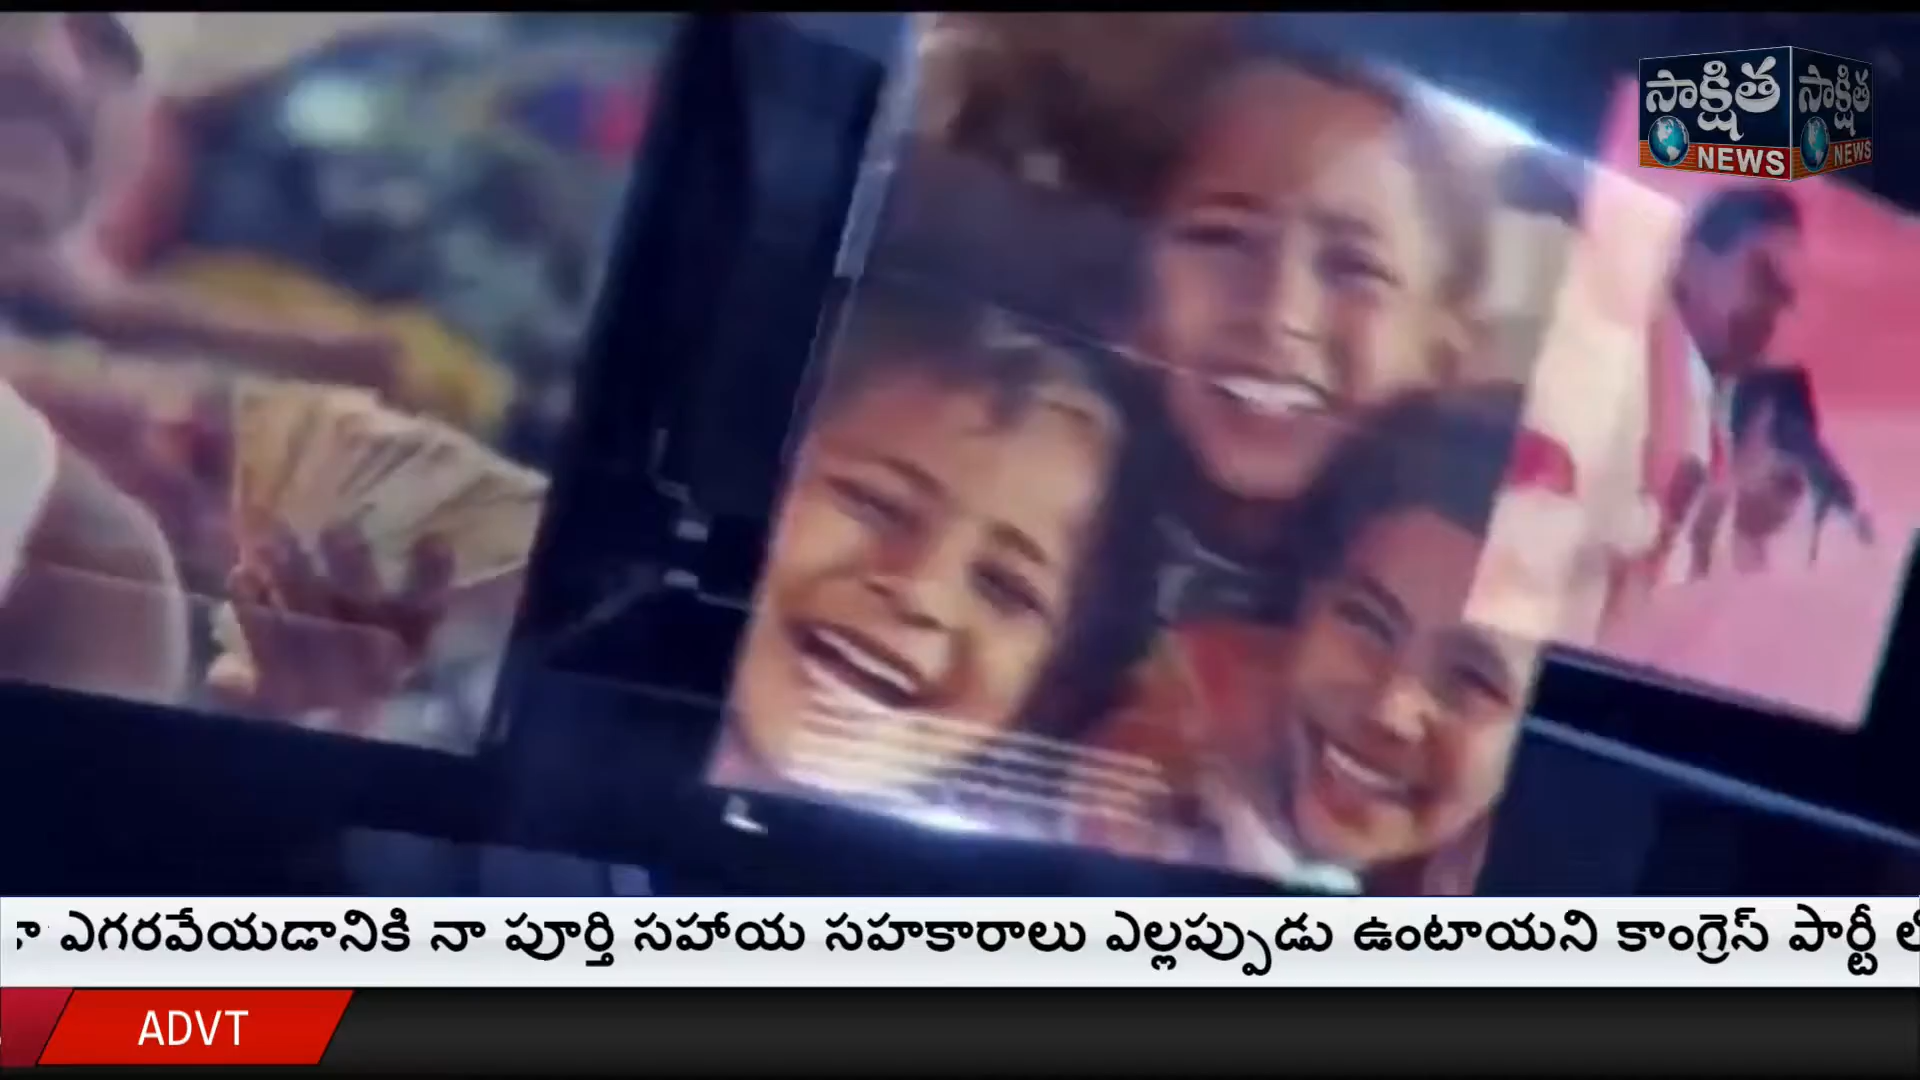 సాక్షిత సాక్షిత
NEWS NEWS
ఎగరవేయడానికి నా పూర్తి సహాయ సహకారాలు ఎల్లప్పుడు ఉంటాయని కాంగ్రెస్ పార్టీ
ADVT